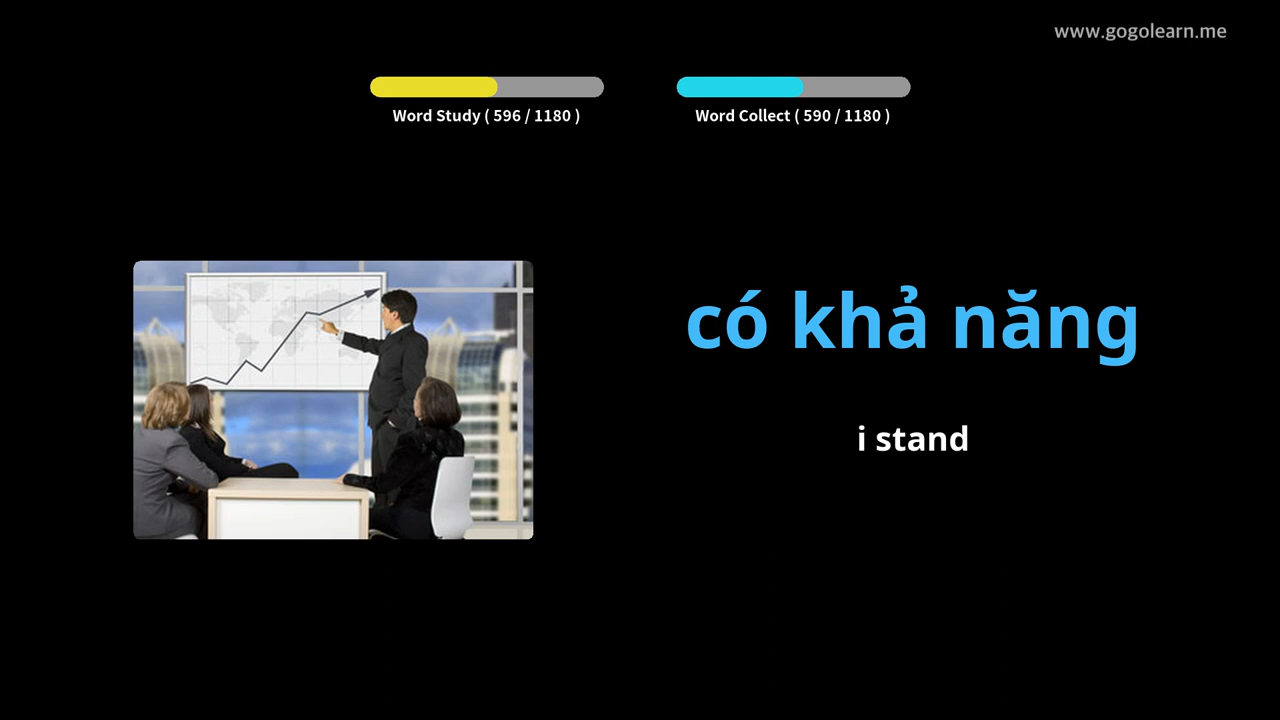 www.gogolearn.me
Word Study ( 596 / 1180 )
Word Collect ( 590 / 1180 )
có khả năng
i stand